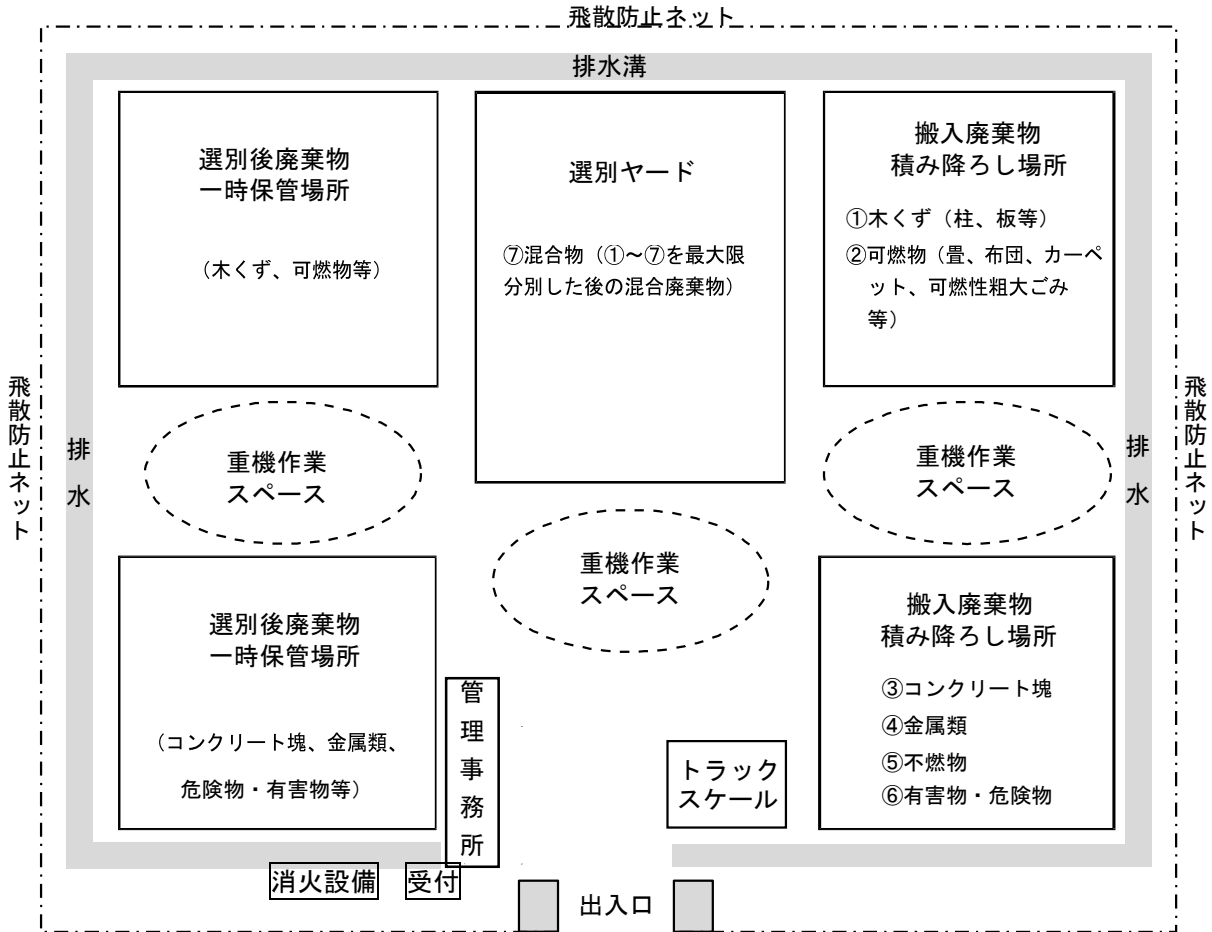 飛散防止ネット
排水溝
選別後廃棄物
一時保管場所
（木くず、可燃物等）
選別ヤード
⑦混合物（①～⑦を最大限
分別した後の混合廃棄物）
搬入廃棄物
積み降ろし場所
①木くず（柱、板等）
②可燃物（畳、布団、カーペ
ット、可燃性粗大ごみ
等）
飛散防止ネット
排水
重機作業
スペース
重機作業
スペース
重機作業
スペース
排水
飛散防止ネット
選別後廃棄物
一時保管場所
（コンクリート塊、金属類、
危険物・有害物等）
管理事務所
トラック
スケール
搬入廃棄物
積み降ろし場所
③コンクリート塊
④金属類
⑤不燃物
⑥有害物・危険物
消火設備
受付
出入口